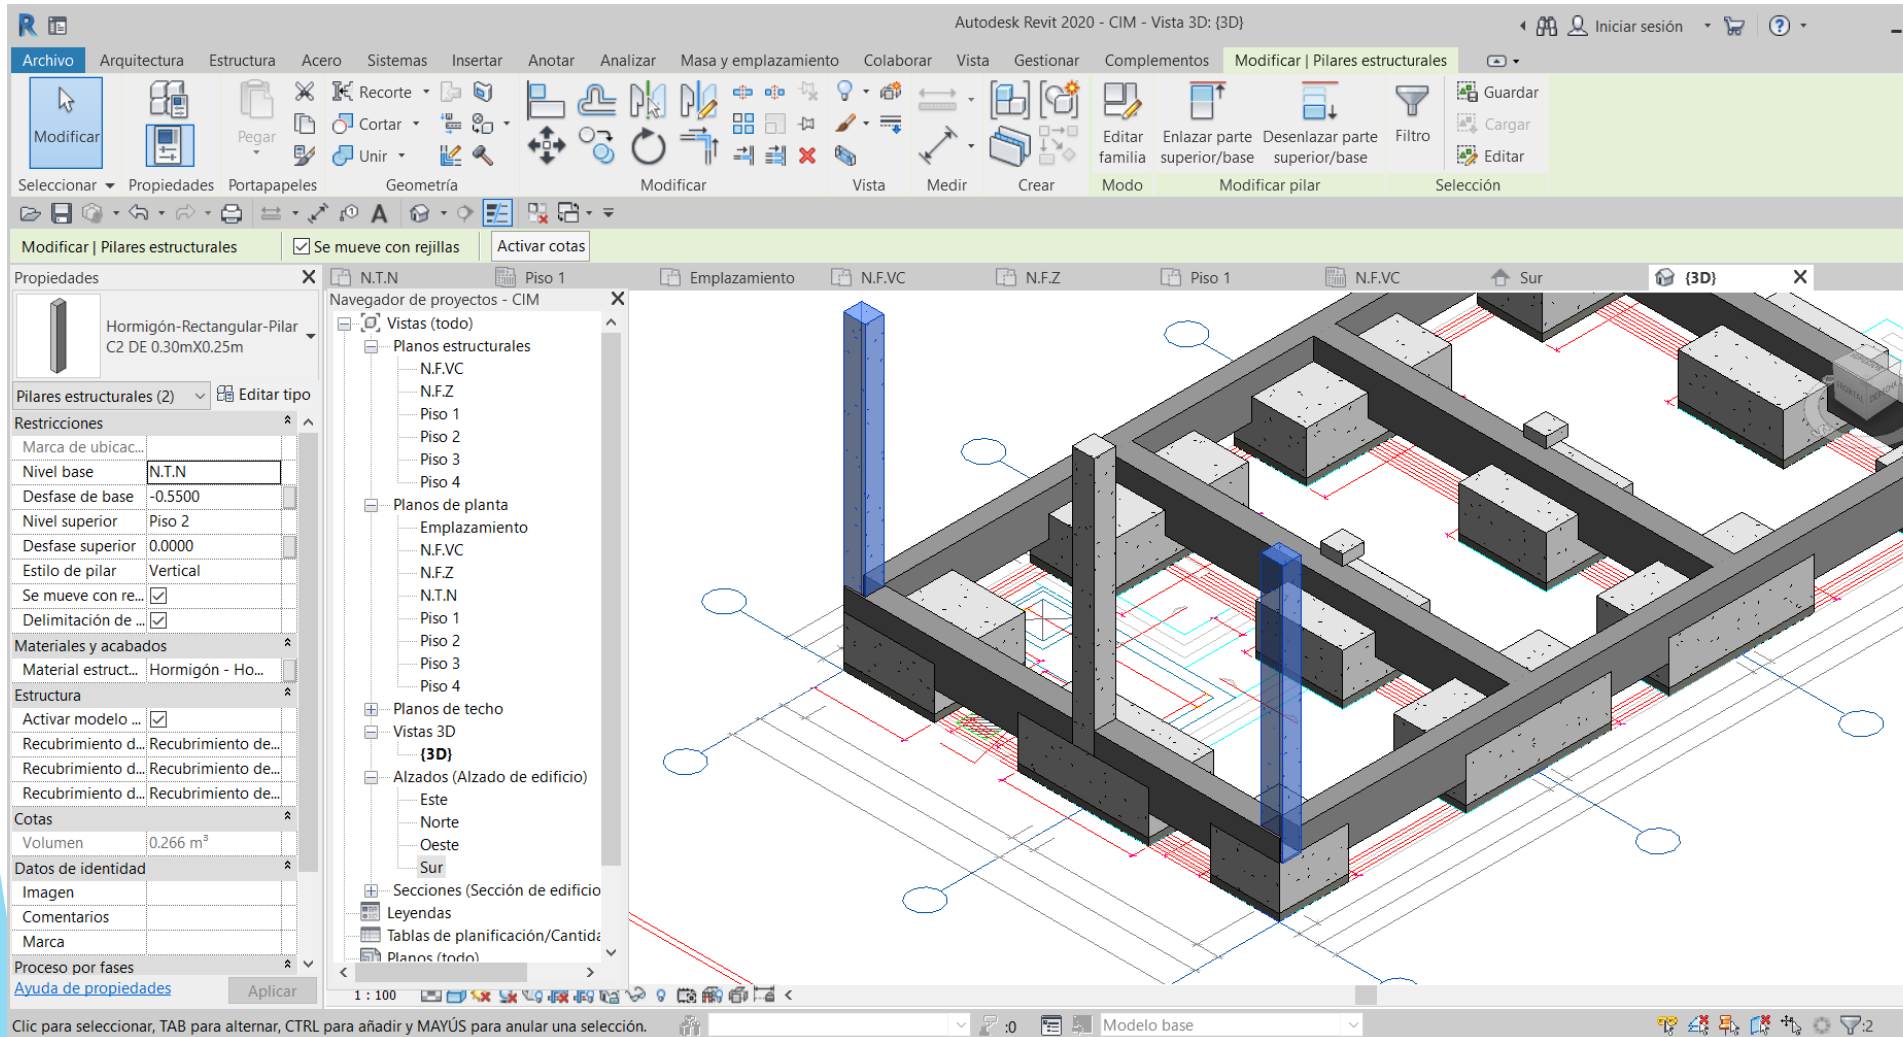 Autodesk Revit 2020 - CIM - Vista 3D: {3D}
Iniciar sesión
Archivo Arquitectura Estructura Acero Sistemas Insertar Anotar Analizar Masa y emplazamiento Colaborar Vista Gestionar Complementos Modificar | Pilares estructurales
Modificar
Pegar
Recorte
Cortar
Unir
Editar familia
Enlazar parte superior/base
Desenlazar parte superior/base
Filtro
Guardar
Cargar
Editar
Seleccionar Propiedades Portapapeles Geometría Modificar Vista Medir Crear Modo Modificar pilar Selección
Modificar | Pilares estructurales Se mueve con rejillas Activar cotas
Propiedades
N.T.N Piso 1 Emplazamiento N.F.VC N.F.Z Piso 1 N.F.VC Sur {3D}
Hormigón-Rectangular-Pilar
C2 DE 0.30mX0.25m
Pilares estructurales (2) Editar tipo
Restricciones
Marca de ubicac...
Nivel base N.T.N
Desfase de base -0.5500
Nivel superior Piso 2
Desfase superior 0.0000
Estilo de pilar Vertical
Se mueve con re...
Delimitación de ...
Materiales y acabados
Material estruct... Hormigón - Ho...
Estructura
Activar modelo ...
Recubrimiento d... Recubrimiento de...
Recubrimiento d... Recubrimiento de...
Recubrimiento d... Recubrimiento de...
Cotas
Volumen 0.266 m³
Datos de identidad
Imagen
Comentarios
Marca
Proceso por fases
Ayuda de propiedades Aplicar
Navegador de proyectos - CIM
Vistas (todo)
Planos estructurales
N.F.VC
N.F.Z
Piso 1
Piso 2
Piso 3
Piso 4
Planos de planta
Emplazamiento
N.F.VC
N.F.Z
N.T.N
Piso 1
Piso 2
Piso 3
Piso 4
Planos de techo
Vistas 3D
{3D}
Alzados (Alzado de edificio)
Este
Norte
Oeste
Sur
Secciones (Sección de edificio
Leyendas
Tablas de planificación/Cantida
Planos (todo)
1 : 100
Clic para seleccionar, TAB para alternar, CTRL para añadir y MAYÚS para anular una selección.
:0
Modelo base
:2